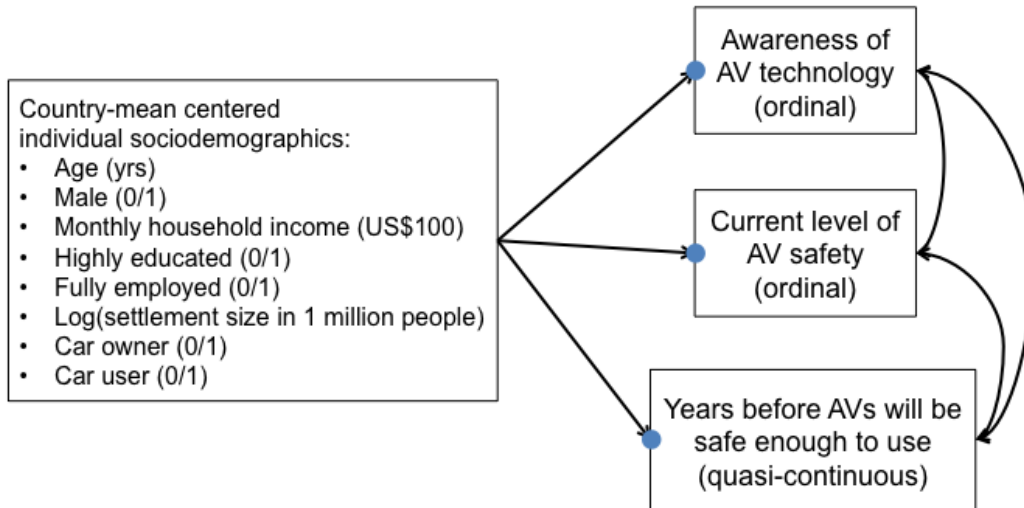 Country-mean centered
individual sociodemographics:
• Age (yrs)
• Male (0/1)
• Monthly household income (US$100)
• Highly educated (0/1)
• Fully employed (0/1)
• Log(settlement size in 1 million people)
• Car owner (0/1)
• Car user (0/1)
Awareness of
AV technology
(ordinal)
Current level of
AV safety
(ordinal)
Years before AVs will be
safe enough to use
(quasi-continuous)